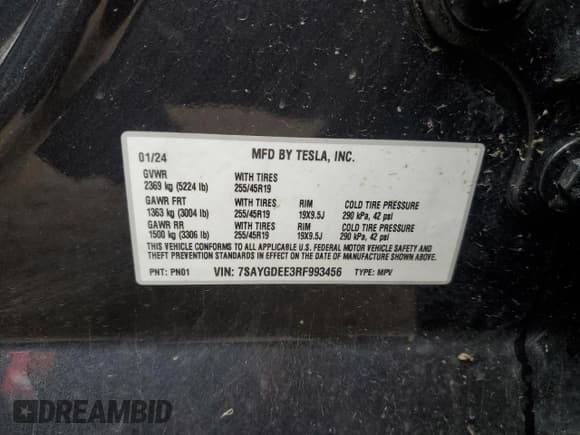 01/24 MFD BY TESLA, INC.
GVWR WITH TIRES
2369 kg (5224 lb) 255/45R19
GAWR FRT WITH TIRES RIM COLD TIRE PRESSURE
1363 kg (3004 lb) 255/45R19 19X9.5J 290 kPa, 42 psi
GAWR RR WITH TIRES RIM COLD TIRE PRESSURE
1500 kg (3306 lb) 255/45R19 19X9.5J 290 kPa, 42 psi
THIS VEHICLE CONFORMS TO ALL APPLICABLE U.S. FEDERAL MOTOR VEHICLE SAFETY AND
THEFT PREVENTION STANDARDS IN EFFECT ON THE DATE OF MANUFACTURE SHOWN ABOVE.
PNT: PN01 VIN: 7SAYGDEE3RF993456 TYPE: MPV
DREAMBID